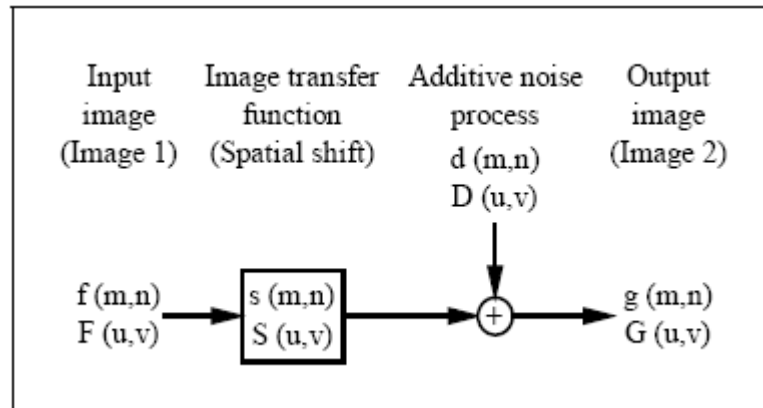 Input
image
(Image 1)
Image transfer
function
(Spatial shift)
Additive noise
process
d (m,n)
D (u,v)
Output
image
(Image 2)
f (m,n)
F (u,v)
s (m,n)
S (u,v)
+
g (m,n)
G (u,v)